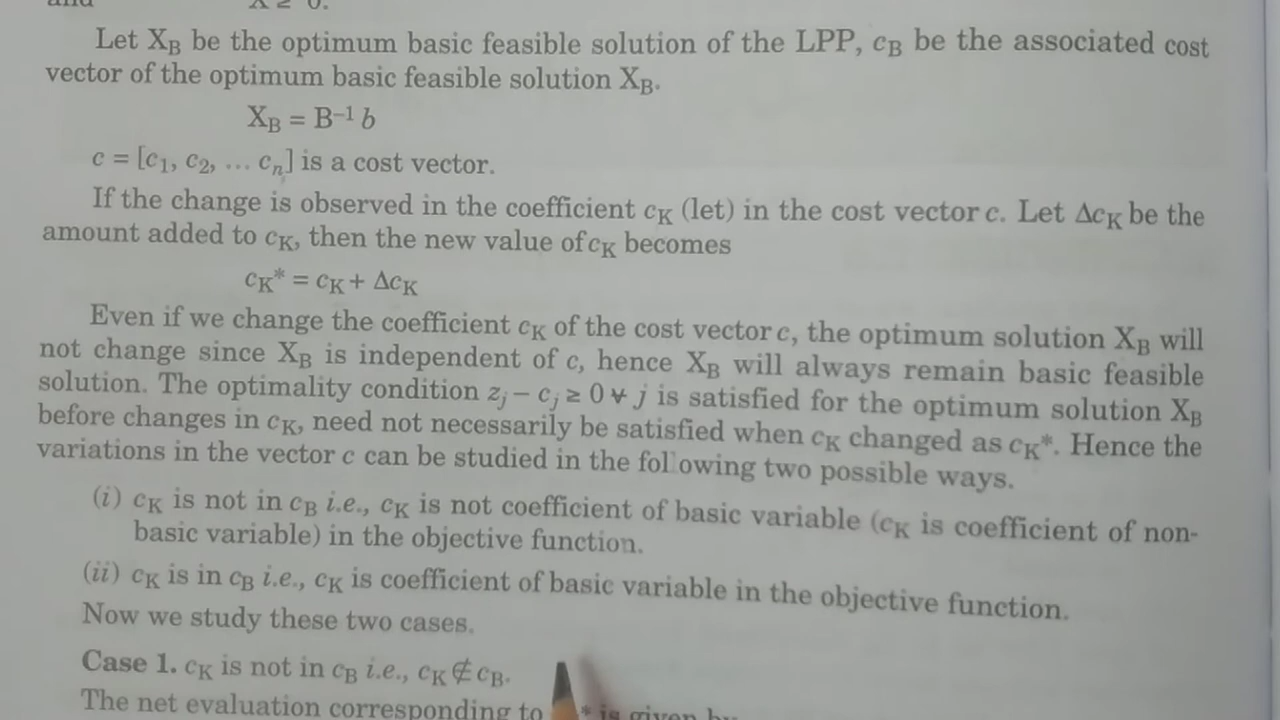 and X ≥ 0.
Let X_B be the optimum basic feasible solution of the LPP, c_B be the associated cost
vector of the optimum basic feasible solution X_B.
X_B = B⁻¹ b
c = [c₁, c₂, ... c_n] is a cost vector.
If the change is observed in the coefficient c_K (let) in the cost vector c. Let Δc_K be the
amount added to c_K, then the new value of c_K becomes
c_K* = c_K + Δc_K
Even if we change the coefficient c_K of the cost vector c, the optimum solution X_B will
not change since X_B is independent of c, hence X_B will always remain basic feasible
solution. The optimality condition z_j – c_j ≥ 0 ∀ j is satisfied for the optimum solution X_B
before changes in c_K, need not necessarily be satisfied when c_K changed as c_K*. Hence the
variations in the vector c can be studied in the following two possible ways.
(i) c_K is not in c_B i.e., c_K is not coefficient of basic variable (c_K is coefficient of non-
basic variable) in the objective function.
(ii) c_K is in c_B i.e., c_K is coefficient of basic variable in the objective function.
Now we study these two cases.
Case 1. c_K is not in c_B i.e., c_K ∉ c_B.
The net evaluation corresponding to * is given by